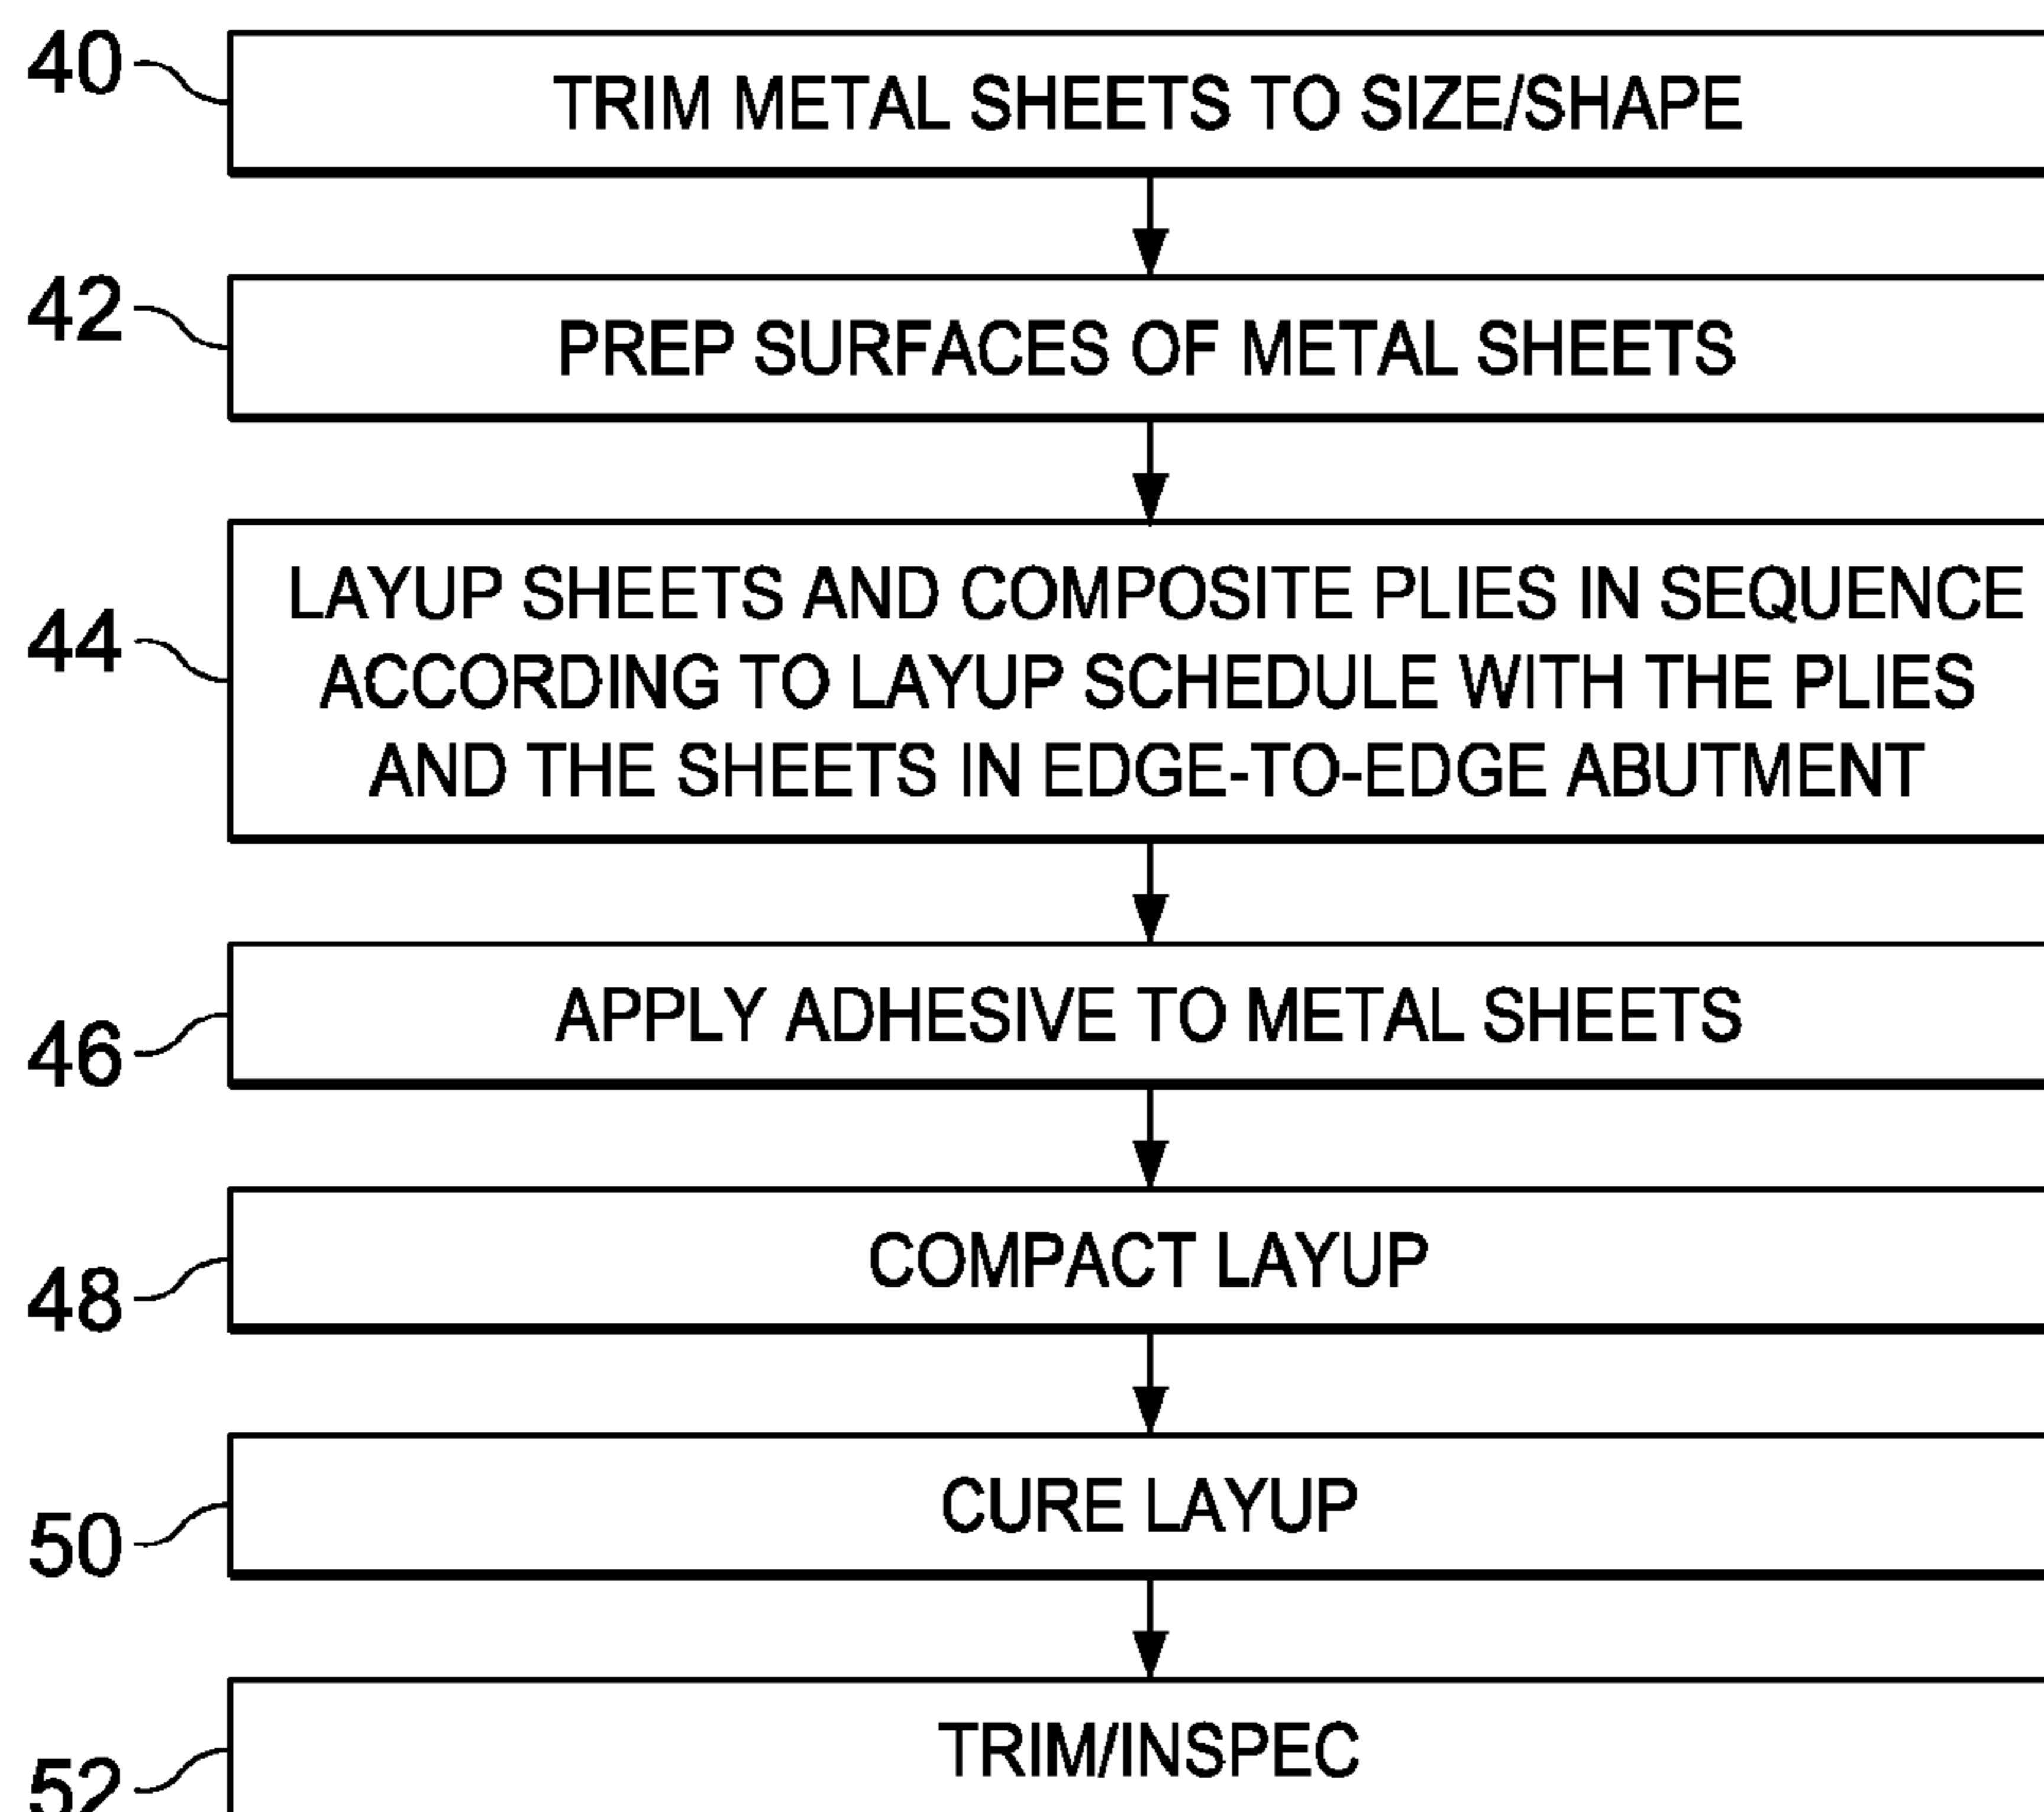 40 TRIM METAL SHEETS TO SIZE/SHAPE
42 PREP SURFACES OF METAL SHEETS
LAYUP SHEETS AND COMPOSITE PLIES IN SEQUENCE
44 ACCORDING TO LAYUP SCHEDULE WITH THE PLIES
AND THE SHEETS IN EDGE-TO-EDGE ABUTMENT
46 APPLY ADHESIVE TO METAL SHEETS
48 COMPACT LAYUP
50 CURE LAYUP
52 TRIM/INSPEC